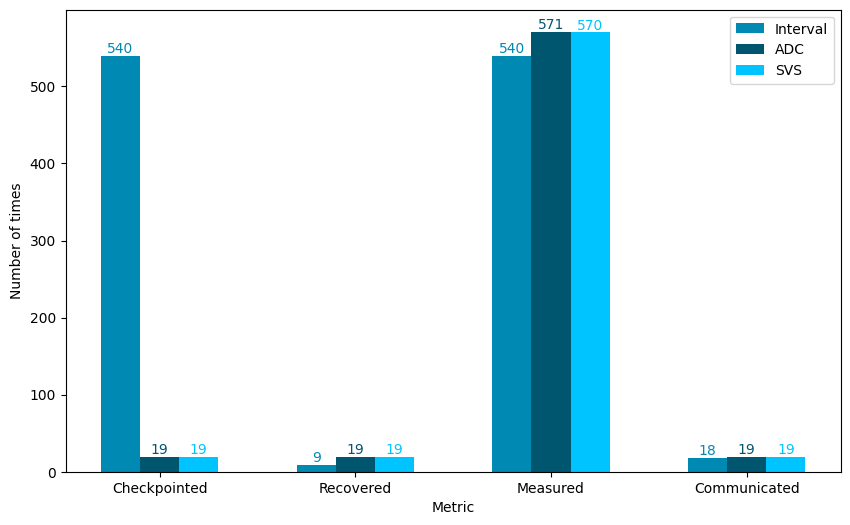 Interval
ADC
SVS
540
19
19
9
19
19
540
571
570
18
19
19
500
400
300
200
100
0
Number of times
Checkpointed
Recovered
Measured
Communicated
Metric